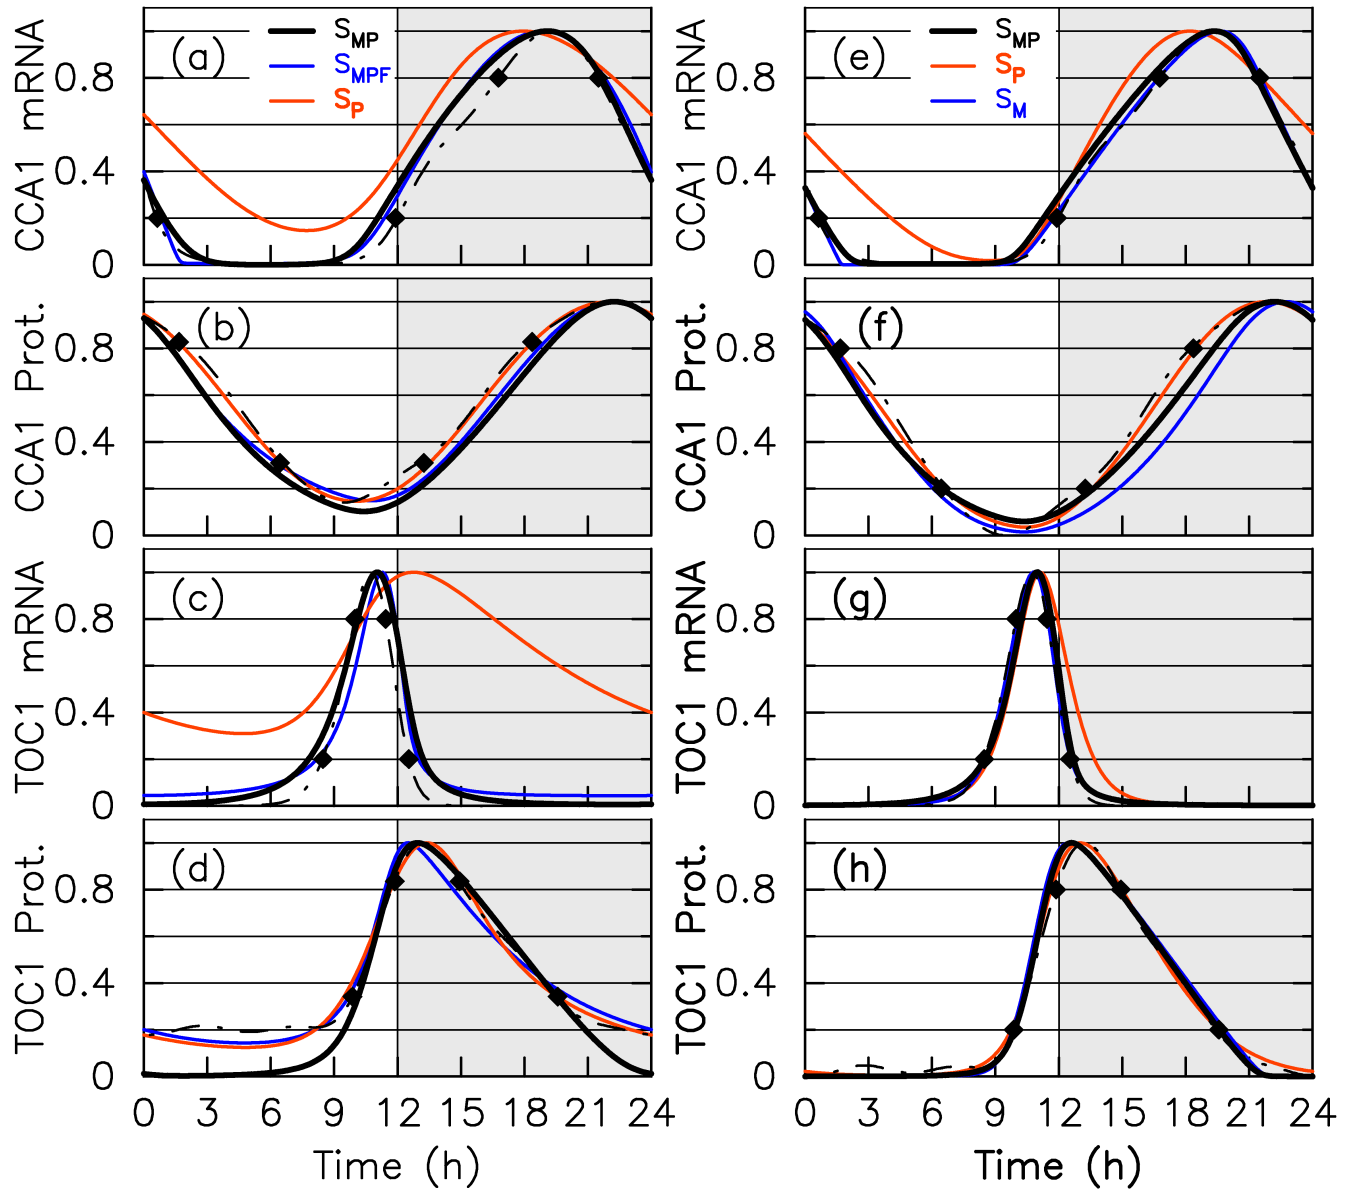 CCA1 mRNA
0.8
0.4
0
(a)
S_MP
S_MPF
S_P
CCA1 mRNA
0.8
0.4
0
(e)
S_MP
S_P
S_M
CCA1 Prot.
0.8
0.4
0
(b)
CCA1 Prot.
0.8
0.4
0
(f)
TOC1 mRNA
0.8
0.4
0
(c)
TOC1 mRNA
0.8
0.4
0
(g)
TOC1 Prot.
0.8
0.4
0
(d)
TOC1 Prot.
0.8
0.4
0
(h)
0 3 6 9 12 15 18 21 24
0 3 6 9 12 15 18 21 24
Time (h)
Time (h)